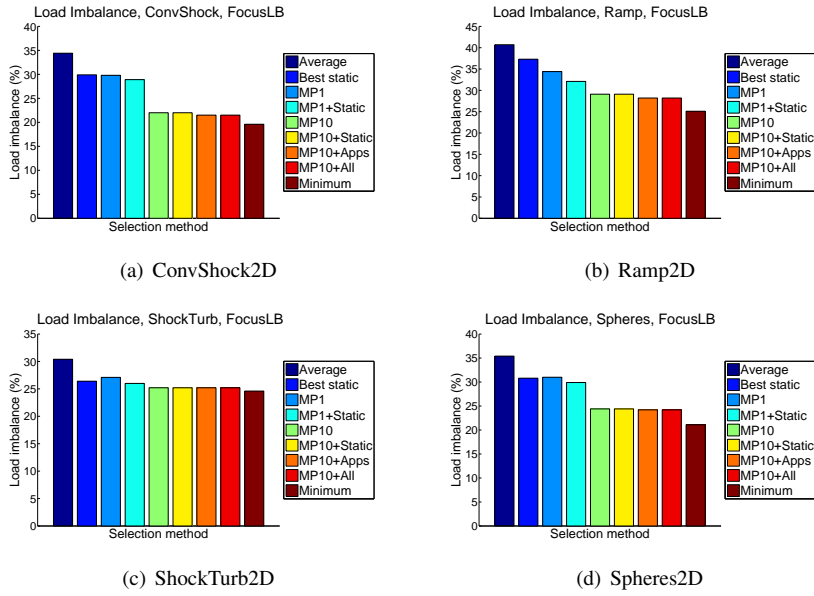 Load Imbalance, ConvShock, FocusLB
40
35
30
25
20
15
10
5
0
Load imbalance (%)
Selection method
Average
Best static
MP1
MP1+Static
MP10
MP10+Static
MP10+Apps
MP10+All
Minimum
(a) ConvShock2D
Load Imbalance, Ramp, FocusLB
45
40
35
30
25
20
15
10
5
0
Load imbalance (%)
Selection method
Average
Best static
MP1
MP1+Static
MP10
MP10+Static
MP10+Apps
MP10+All
Minimum
(b) Ramp2D
Load Imbalance, ShockTurb, FocusLB
35
30
25
20
15
10
5
0
Load imbalance (%)
Selection method
Average
Best static
MP1
MP1+Static
MP10
MP10+Static
MP10+Apps
MP10+All
Minimum
(c) ShockTurb2D
Load Imbalance, Spheres, FocusLB
40
35
30
25
20
15
10
5
0
Load imbalance (%)
Selection method
Average
Best static
MP1
MP1+Static
MP10
MP10+Static
MP10+Apps
MP10+All
Minimum
(d) Spheres2D